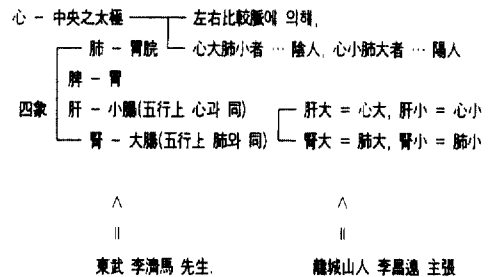 心 － 中央之太極 左右比較脈에 의해,
肺 － 胃脘 心大肺小者 … 陰人, 心小肺大者 … 陽人
脾 － 胃
四象 肝 － 小腸(五行上 心과 同) 肝大 = 心大, 肝小 = 心小
腎 － 大腸(五行上 肺와 同) 腎大 = 肺大, 腎小 = 肺小
東武 李濟馬 先生. 龍城山人 李 主張